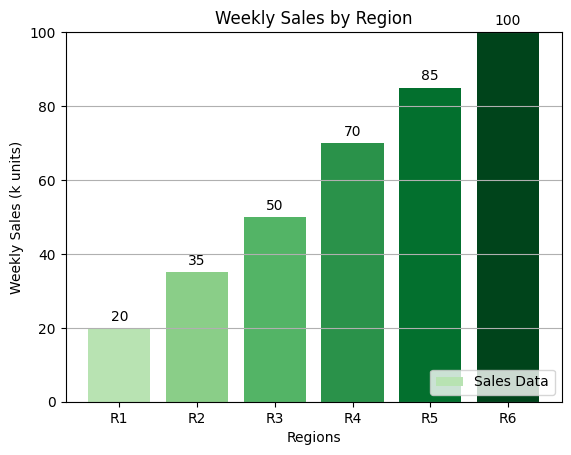 Weekly Sales by Region
100
85
70
50
35
20
100
80
60
40
20
0
Weekly Sales (k units)
Sales Data
R1 R2 R3 R4 R5 R6
Regions